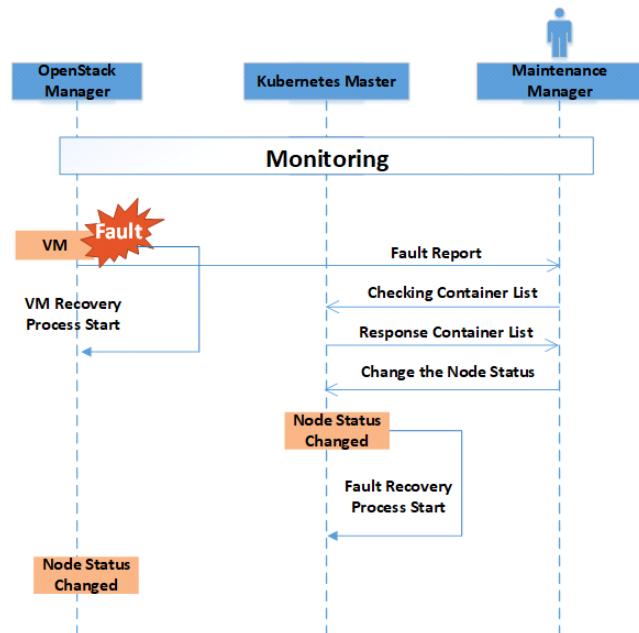 OpenStack
Manager
Kubernetes Master
Maintenance
Manager
Monitoring
VM
Fault
Fault Report
VM Recovery
Process Start
Checking Container List
Response Container List
Change the Node Status
Node Status
Changed
Fault Recovery
Process Start
Node Status
Changed